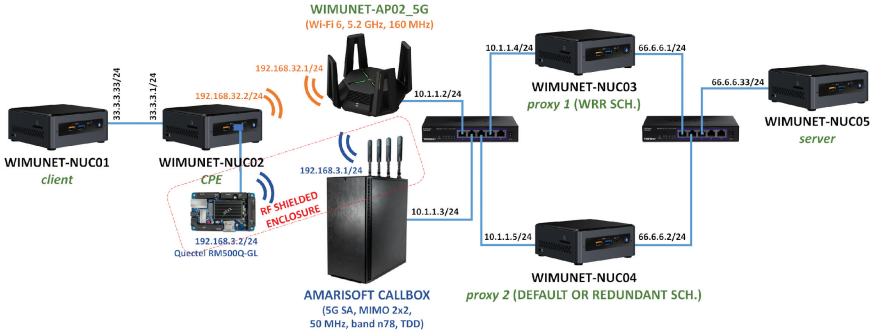 WIMUNET-AP02_5G
(Wi-Fi 6, 5.2 GHz, 160 MHz)
192.168.32.1/24
192.168.32.2/24
33.3.3.33/24
33.3.3.1/24
WIMUNET-NUC01
client
WIMUNET-NUC02
CPE
192.168.3.2/24
Quectel RM500Q-GL
RF SHIELDED
ENCLOSURE
192.168.3.1/24
AMARISOFT CALLBOX
(5G SA, MIMO 2x2,
50 MHz, band n78, TDD)
10.1.1.2/24
10.1.1.3/24
10.1.1.4/24
10.1.1.5/24
WIMUNET-NUC03
proxy 1 (WRR SCH.)
66.6.6.1/24
66.6.6.33/24
WIMUNET-NUC05
server
66.6.6.2/24
WIMUNET-NUC04
proxy 2 (DEFAULT OR REDUNDANT SCH.)